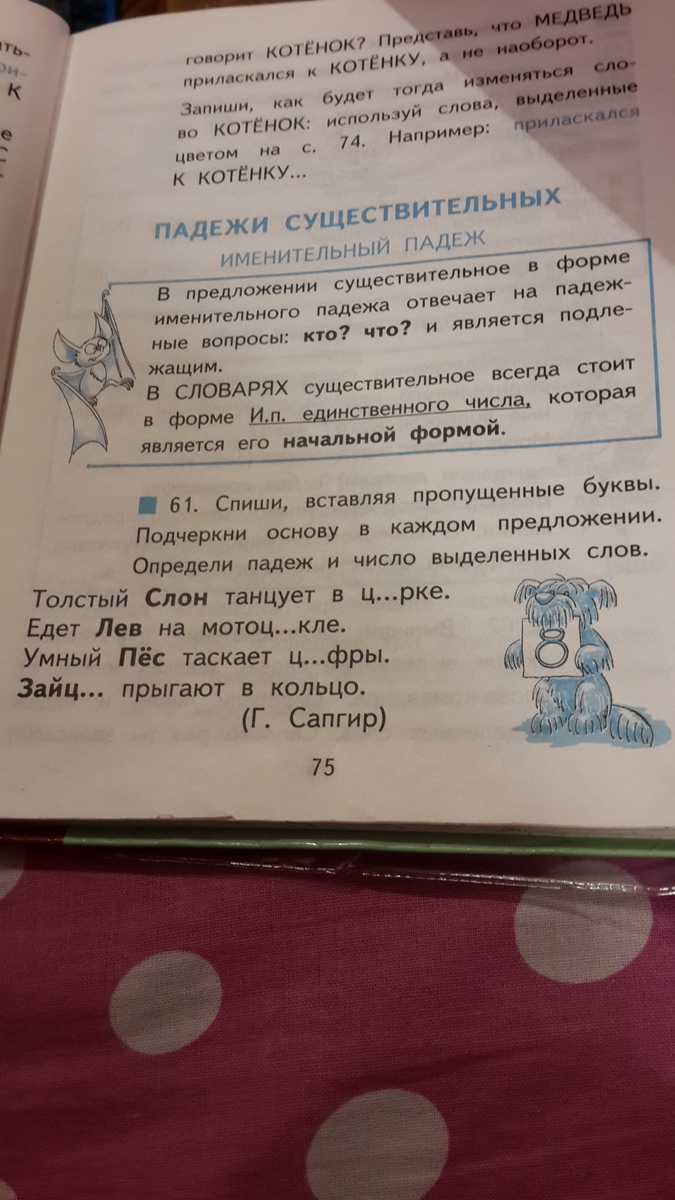 ть-
ри-
К
е
говорит КОТЁНОК? Представь, что МЕДВЕДЬ
приласкался к КОТЁНКУ, а не наоборот.
Запиши, как будет тогда изменяться сло-
во КОТЁНОК: используй слова, выделенные
цветом на с. 74. Например: приласкался
К КОТЁНКУ...
ПАДЕЖИ СУЩЕСТВИТЕЛЬНЫХ
ИМЕНИТЕЛЬНЫЙ ПАДЕЖ
В предложении существительное в форме
именительного падежа отвечает на падеж-
ные вопросы: кто? что? и является подле-
жащим.
В СЛОВАРЯХ существительное всегда стоит
в форме И.п. единственного числа, которая
является его начальной формой.
61. Спиши, вставляя пропущенные буквы.
Подчеркни основу в каждом предложении.
Определи падеж и число выделенных слов.
Толстый Слон танцует в ц...рке.
Едет Лев на мотоц...кле.
Умный Пёс таскает ц...фры.
Зайц... прыгают в кольцо.
(Г. Сапгир)
8
75